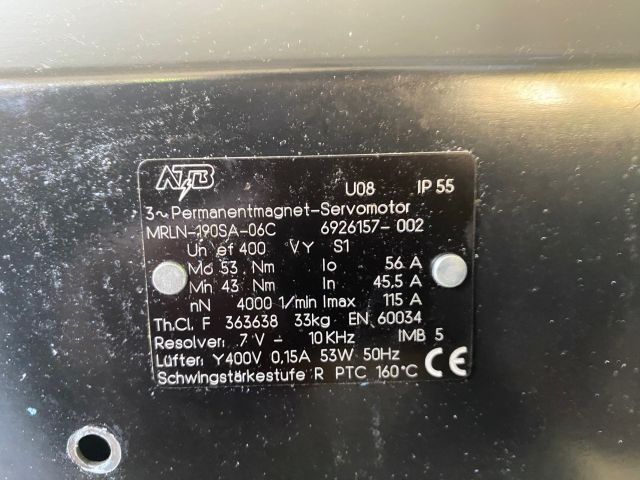 ATB
U08 IP 55
3~Permanentmagnet-Servomotor
MRLN-190SA-06C 6926157-002
Un ef 400 VY S1
Mo 53 Nm Io 56 A
Mn 43 Nm In 45,5 A
nN 4000 1/min Imax 115 A
Th.Cl. F 363638 33kg EN 60034
Resolver: 7 V- 10KHz IMB 5
Lüfter: Y400V 0,15A 53W 50Hz
Schwingstärkestufe R PTC 160°C CE